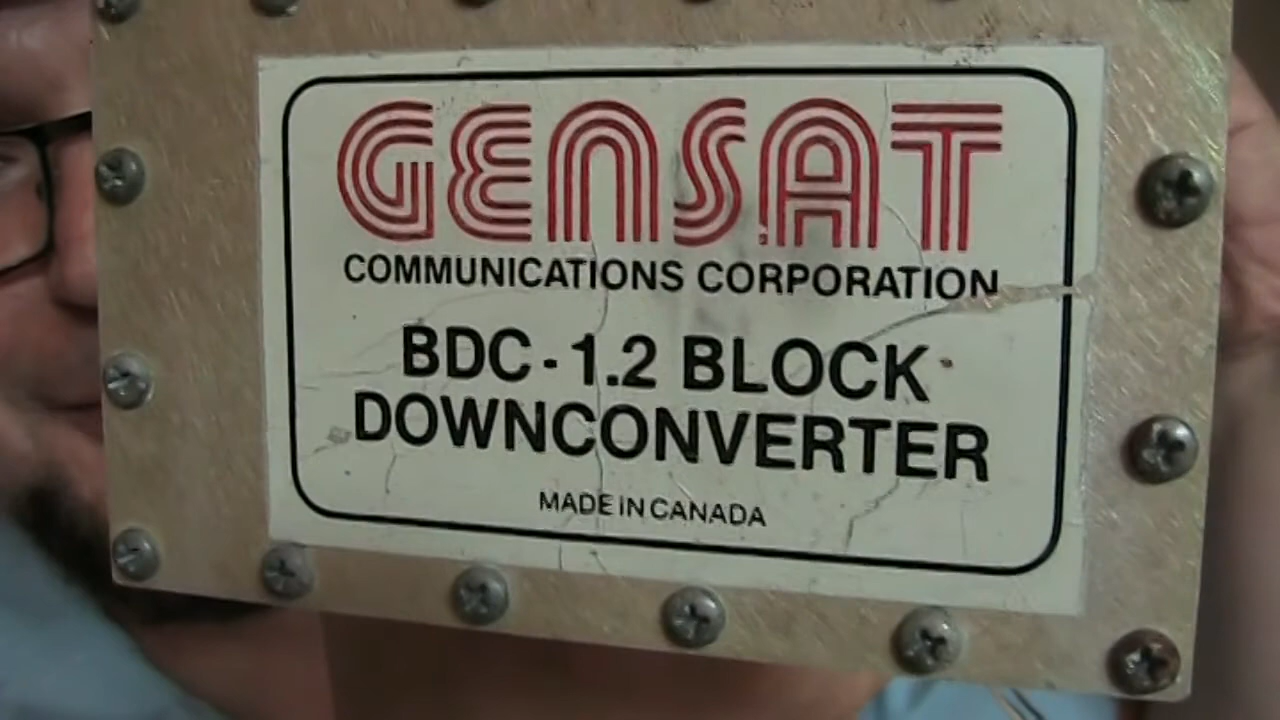 GENSAT
COMMUNICATIONS CORPORATION
BDC-1.2 BLOCK
DOWNCONVERTER
MADE IN CANADA